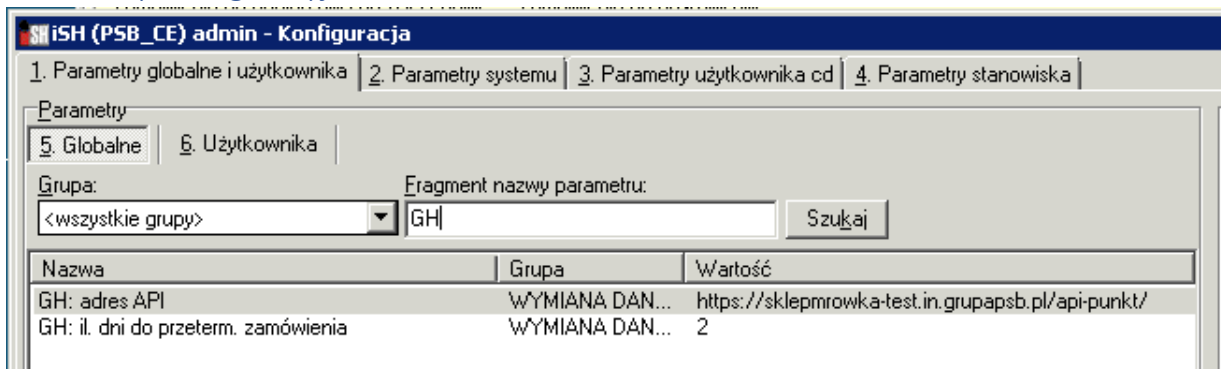 iSH (PSB_CE) admin - Konfiguracja
1. Parametry globalne i użytkownika 2. Parametry systemu 3. Parametry użytkownika cd 4. Parametry stanowiska
Parametry
5. Globalne 6. Użytkownika
Grupa: Fragment nazwy parametru:
<wszystkie grupy> GH Szukaj
Nazwa Grupa Wartość
GH: adres API WYMIANA DAN... https://sklepmrowka-test.in.grupapsb.pl/api-punkt/
GH: il. dni do przeterm. zamówienia WYMIANA DAN... 2